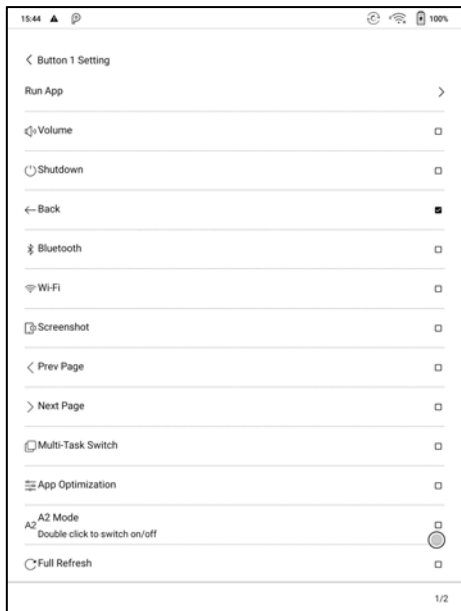 15:44 100%
Button 1 Setting
Run App
Volume
Shutdown
Back
Bluetooth
Wi-Fi
Screenshot
Prev Page
Next Page
Multi-Task Switch
App Optimization
A2 A2 Mode
Double click to switch on/off
Full Refresh
1/2